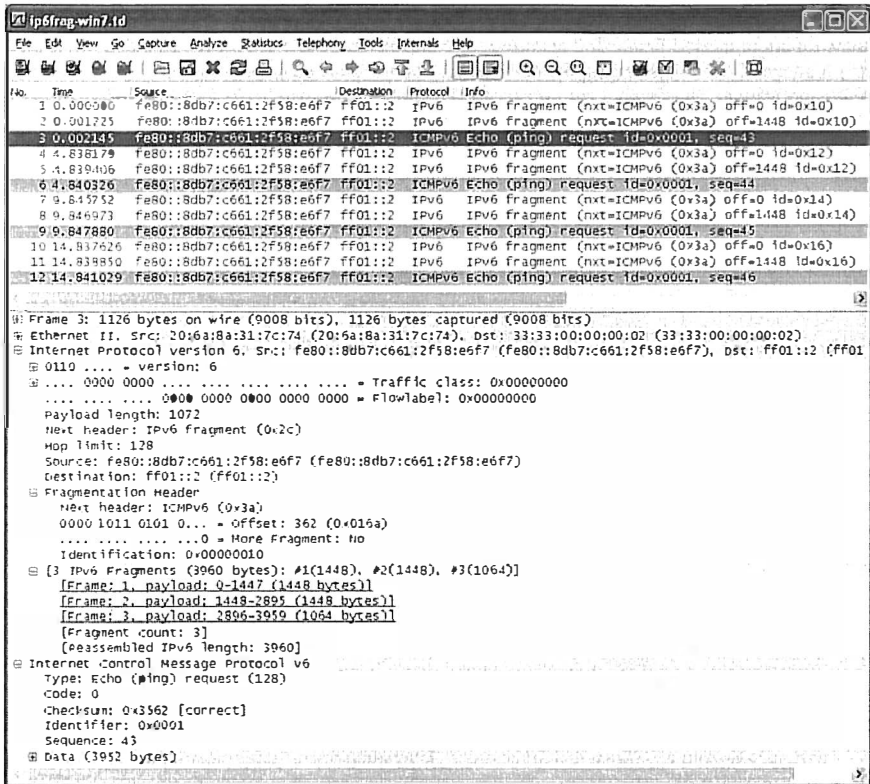 ip6frag-win7.td
File Edit View Go Capture Analyze Statistics Telephony Tools Internals Help
No. Time Source Destination Protocol Info
1 0.000000 fe80::8db7:c661:2f58:e6f7 ff01::2 IPv6 IPv6 fragment (nxt=ICMPv6 (0x3a) off=0 id=0x10)
2 0.001225 fe80::8db7:c661:2f58:e6f7 ff01::2 IPv6 IPv6 fragment (nxt=ICMPv6 (0x3a) off=1448 id=0x10)
3 0.002145 fe80::8db7:c661:2f58:e6f7 ff01::2 ICMPv6 Echo (ping) request id=0x0001, seq=43
4 4.838179 fe80::8db7:c661:2f58:e6f7 ff01::2 IPv6 IPv6 fragment (nxt=ICMPv6 (0x3a) off=0 id=0x12)
5 4.839406 fe80::8db7:c661:2f58:e6f7 ff01::2 IPv6 IPv6 fragment (nxt=ICMPv6 (0x3a) off=1448 id=0x12)
6 4.840326 fe80::8db7:c661:2f58:e6f7 ff01::2 ICMPv6 Echo (ping) request id=0x0001, seq=44
7 9.845752 fe80::8db7:c661:2f58:e6f7 ff01::2 IPv6 IPv6 fragment (nxt=ICMPv6 (0x3a) off=0 id=0x14)
8 9.846973 fe80::8db7:c661:2f58:e6f7 ff01::2 IPv6 IPv6 fragment (nxt=ICMPv6 (0x3a) off=1448 id=0x14)
9 9.847880 fe80::8db7:c661:2f58:e6f7 ff01::2 ICMPv6 Echo (ping) request id=0x0001, seq=45
10 14.837626 fe80::8db7:c661:2f58:e6f7 ff01::2 IPv6 IPv6 fragment (nxt=ICMPv6 (0x3a) off=0 id=0x16)
11 14.838850 fe80::8db7:c661:2f58:e6f7 ff01::2 IPv6 IPv6 fragment (nxt=ICMPv6 (0x3a) off=1448 id=0x16)
12 14.841029 fe80::8db7:c661:2f58:e6f7 ff01::2 ICMPv6 Echo (ping) request id=0x0001, seq=46
Frame 3: 1126 bytes on wire (9008 bits), 1126 bytes captured (9008 bits)
Ethernet II, Src: 20:6a:8a:31:7c:74 (20:6a:8a:31:7c:74), Dst: 33:33:00:00:00:02 (33:33:00:00:00:02)
Internet Protocol Version 6, Src: fe80::8db7:c661:2f58:e6f7 (fe80::8db7:c661:2f58:e6f7), Dst: ff01::2 (ff01
0110 .... = Version: 6
.... 0000 0000 .... .... .... .... .... = Traffic class: 0x00000000
.... .... .... 0000 0000 0000 0000 0000 = Flowlabel: 0x00000000
Payload length: 1072
Next header: IPv6 fragment (0x2c)
Hop limit: 128
Source: fe80::8db7:c661:2f58:e6f7 (fe80::8db7:c661:2f58:e6f7)
Destination: ff01::2 (ff01::2)
Fragmentation Header
Next header: ICMPv6 (0x3a)
0000 1011 0101 0... = Offset: 362 (0x016a)
.... .... .... ...0 = More Fragment: No
Identification: 0x00000010
[3 IPv6 Fragments (3960 bytes): #1(1448), #2(1448), #3(1064)]
[Frame: 1, payload: 0-1447 (1448 bytes)]
[Frame: 2, payload: 1448-2895 (1448 bytes)]
[Frame: 3, payload: 2896-3959 (1064 bytes)]
[Fragment count: 3]
[Reassembled IPv6 length: 3960]
Internet Control Message Protocol v6
Type: Echo (ping) request (128)
Code: 0
Checksum: 0x3562 [correct]
Identifier: 0x0001
Sequence: 43
Data (3952 bytes)